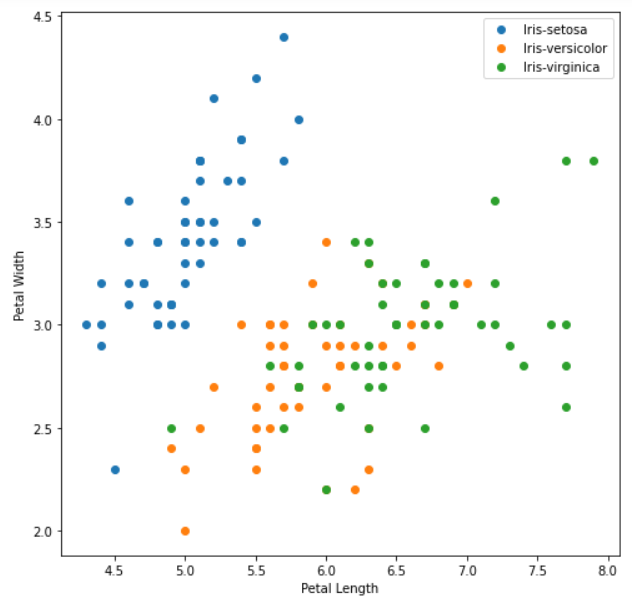 4.5
4.0
3.5
3.0
2.5
2.0
Petal Width
Iris-setosa
Iris-versicolor
Iris-virginica
4.5 5.0 5.5 6.0 6.5 7.0 7.5 8.0
Petal Length